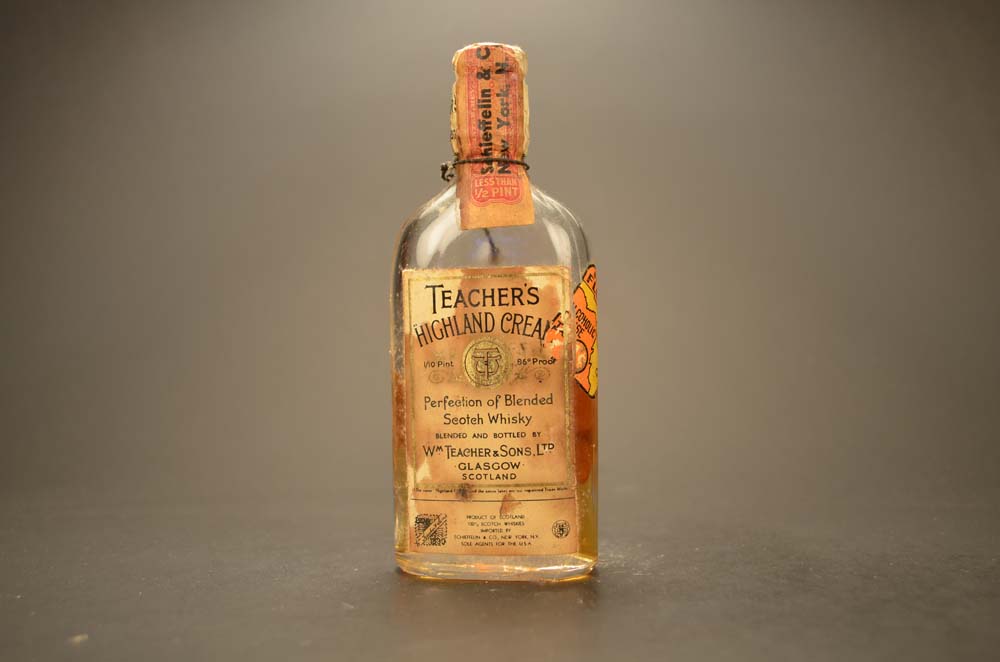 Schieffelin & C
New York, N.
LESS THAN
1/2 PINT
TEACHER'S
HIGHLAND CREAM
1/10 Pint
86° Proof
Perfection of Blended
Scotch Whisky
BLENDED AND BOTTLED BY
WM TEACHER & SONS, LTD
·GLASGOW·
SCOTLAND
PRODUCT OF SCOTLAND
100% SCOTCH WHISKIES
IMPORTED BY
SCHIEFFELIN & CO., NEW YORK, N.Y.
SOLE AGENTS FOR THE U.S.A.